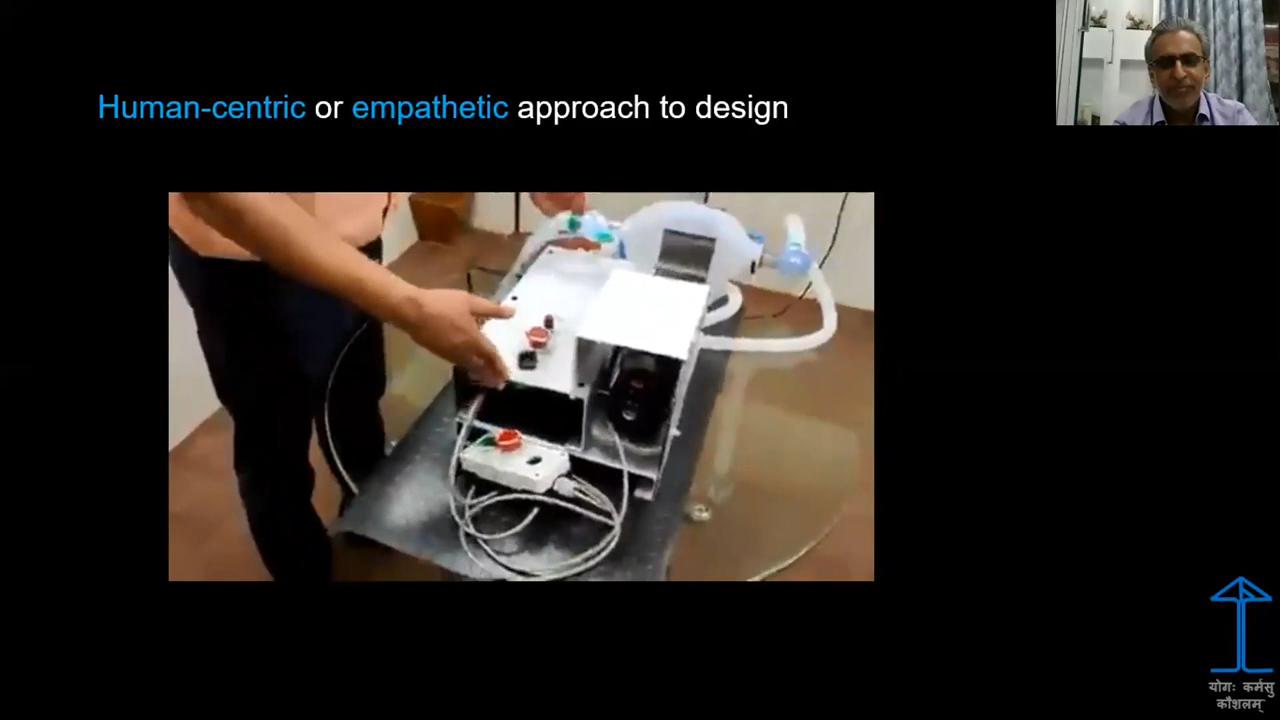 Human-centric or empathetic approach to design
योगः कर्मसु
कौशलम्